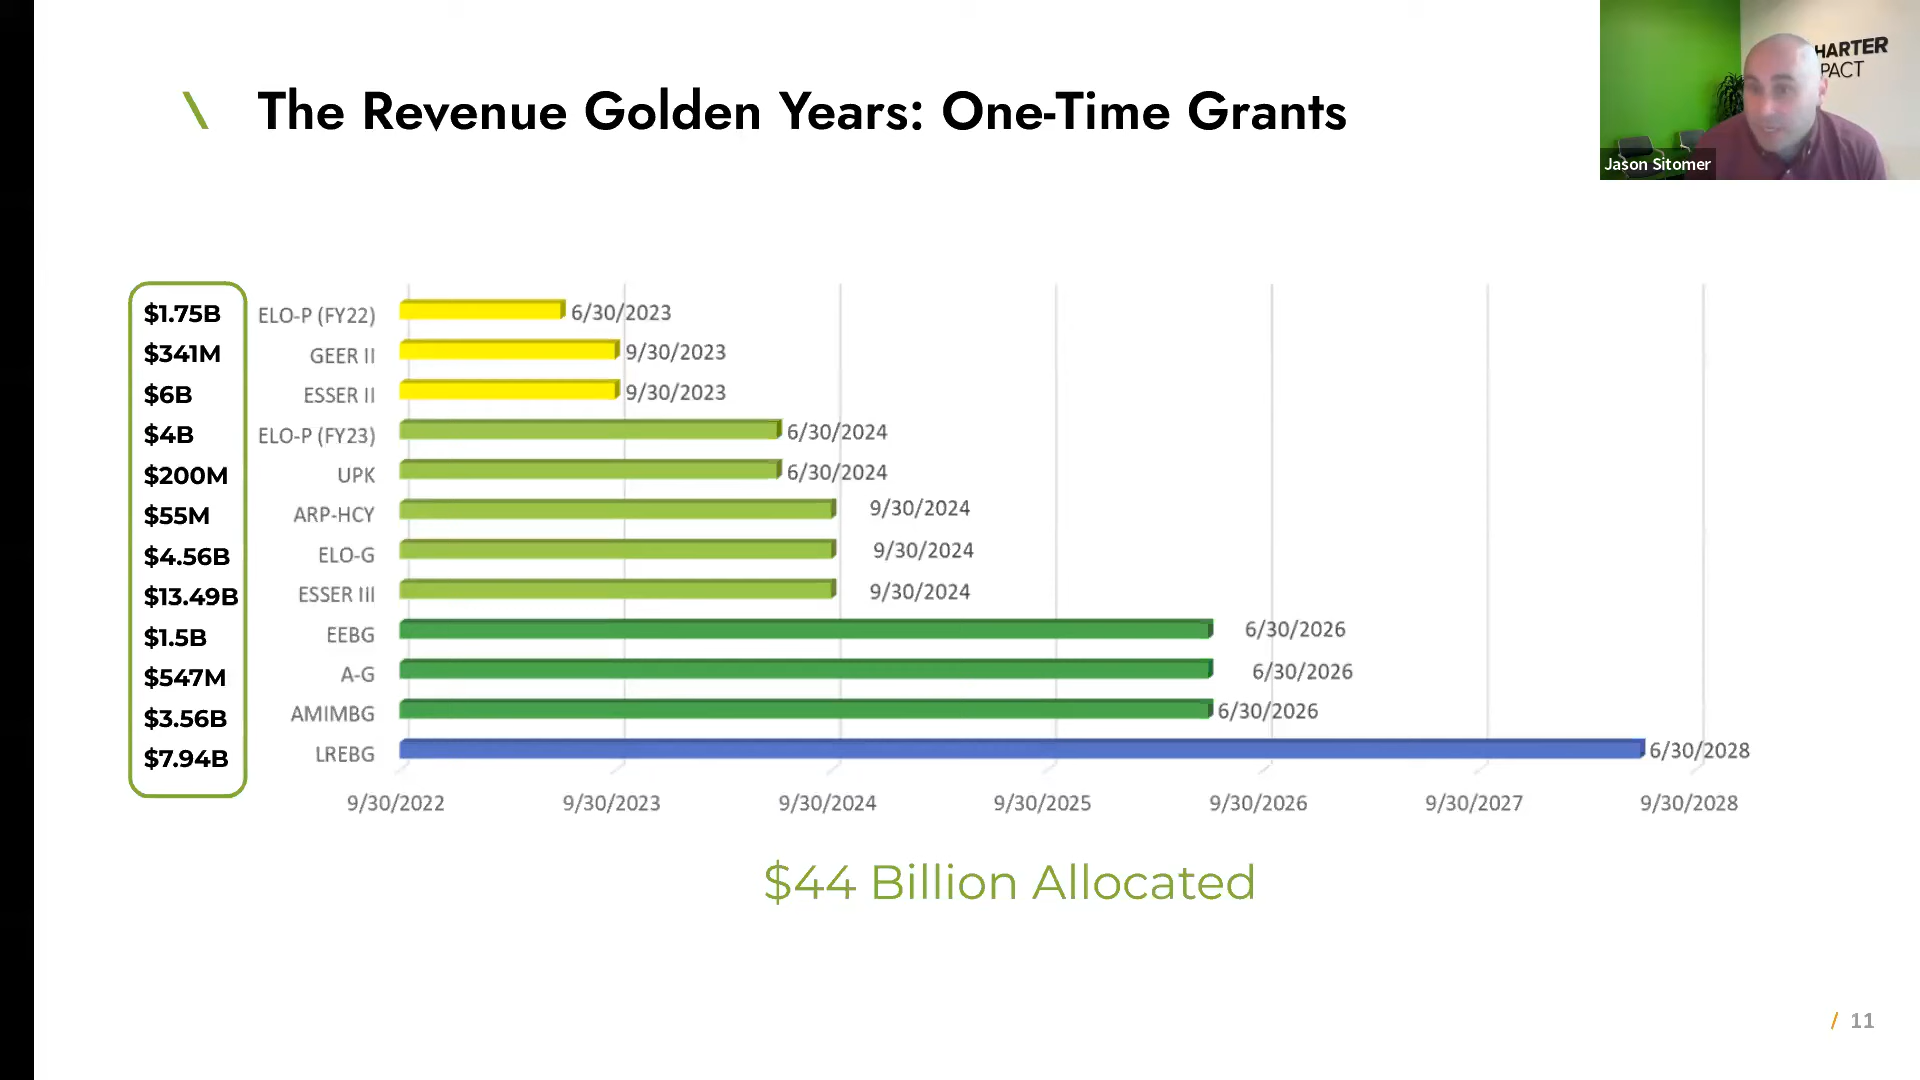 The Revenue Golden Years: One-Time Grants
HARTER
PACT
Jason Sitomer
$1.75B ELO-P (FY22) 6/30/2023
$341M GEER II 9/30/2023
$6B ESSER II 9/30/2023
$4B ELO-P (FY23) 6/30/2024
$200M UPK 6/30/2024
$55M ARP-HCY 9/30/2024
$4.56B ELO-G 9/30/2024
$13.49B ESSER III 9/30/2024
$1.5B EEBG 6/30/2026
$547M A-G 6/30/2026
$3.56B AMIMBG 6/30/2026
$7.94B LREBG 6/30/2028
9/30/2022 9/30/2023 9/30/2024 9/30/2025 9/30/2026 9/30/2027 9/30/2028
$44 Billion Allocated
/ 11